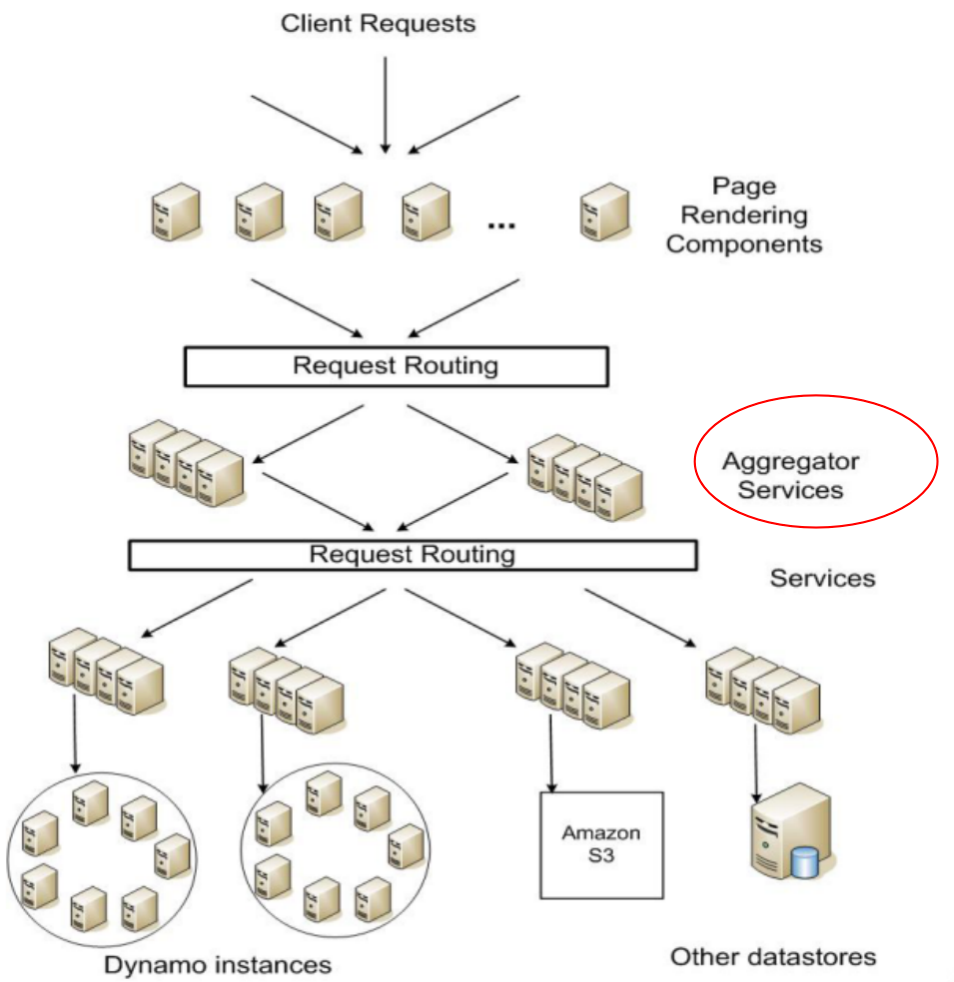 Client Requests
Page
Rendering
Components
...
Request Routing
Aggregator
Services
Request Routing
Services
Amazon
S3
Dynamo instances
Other datastores